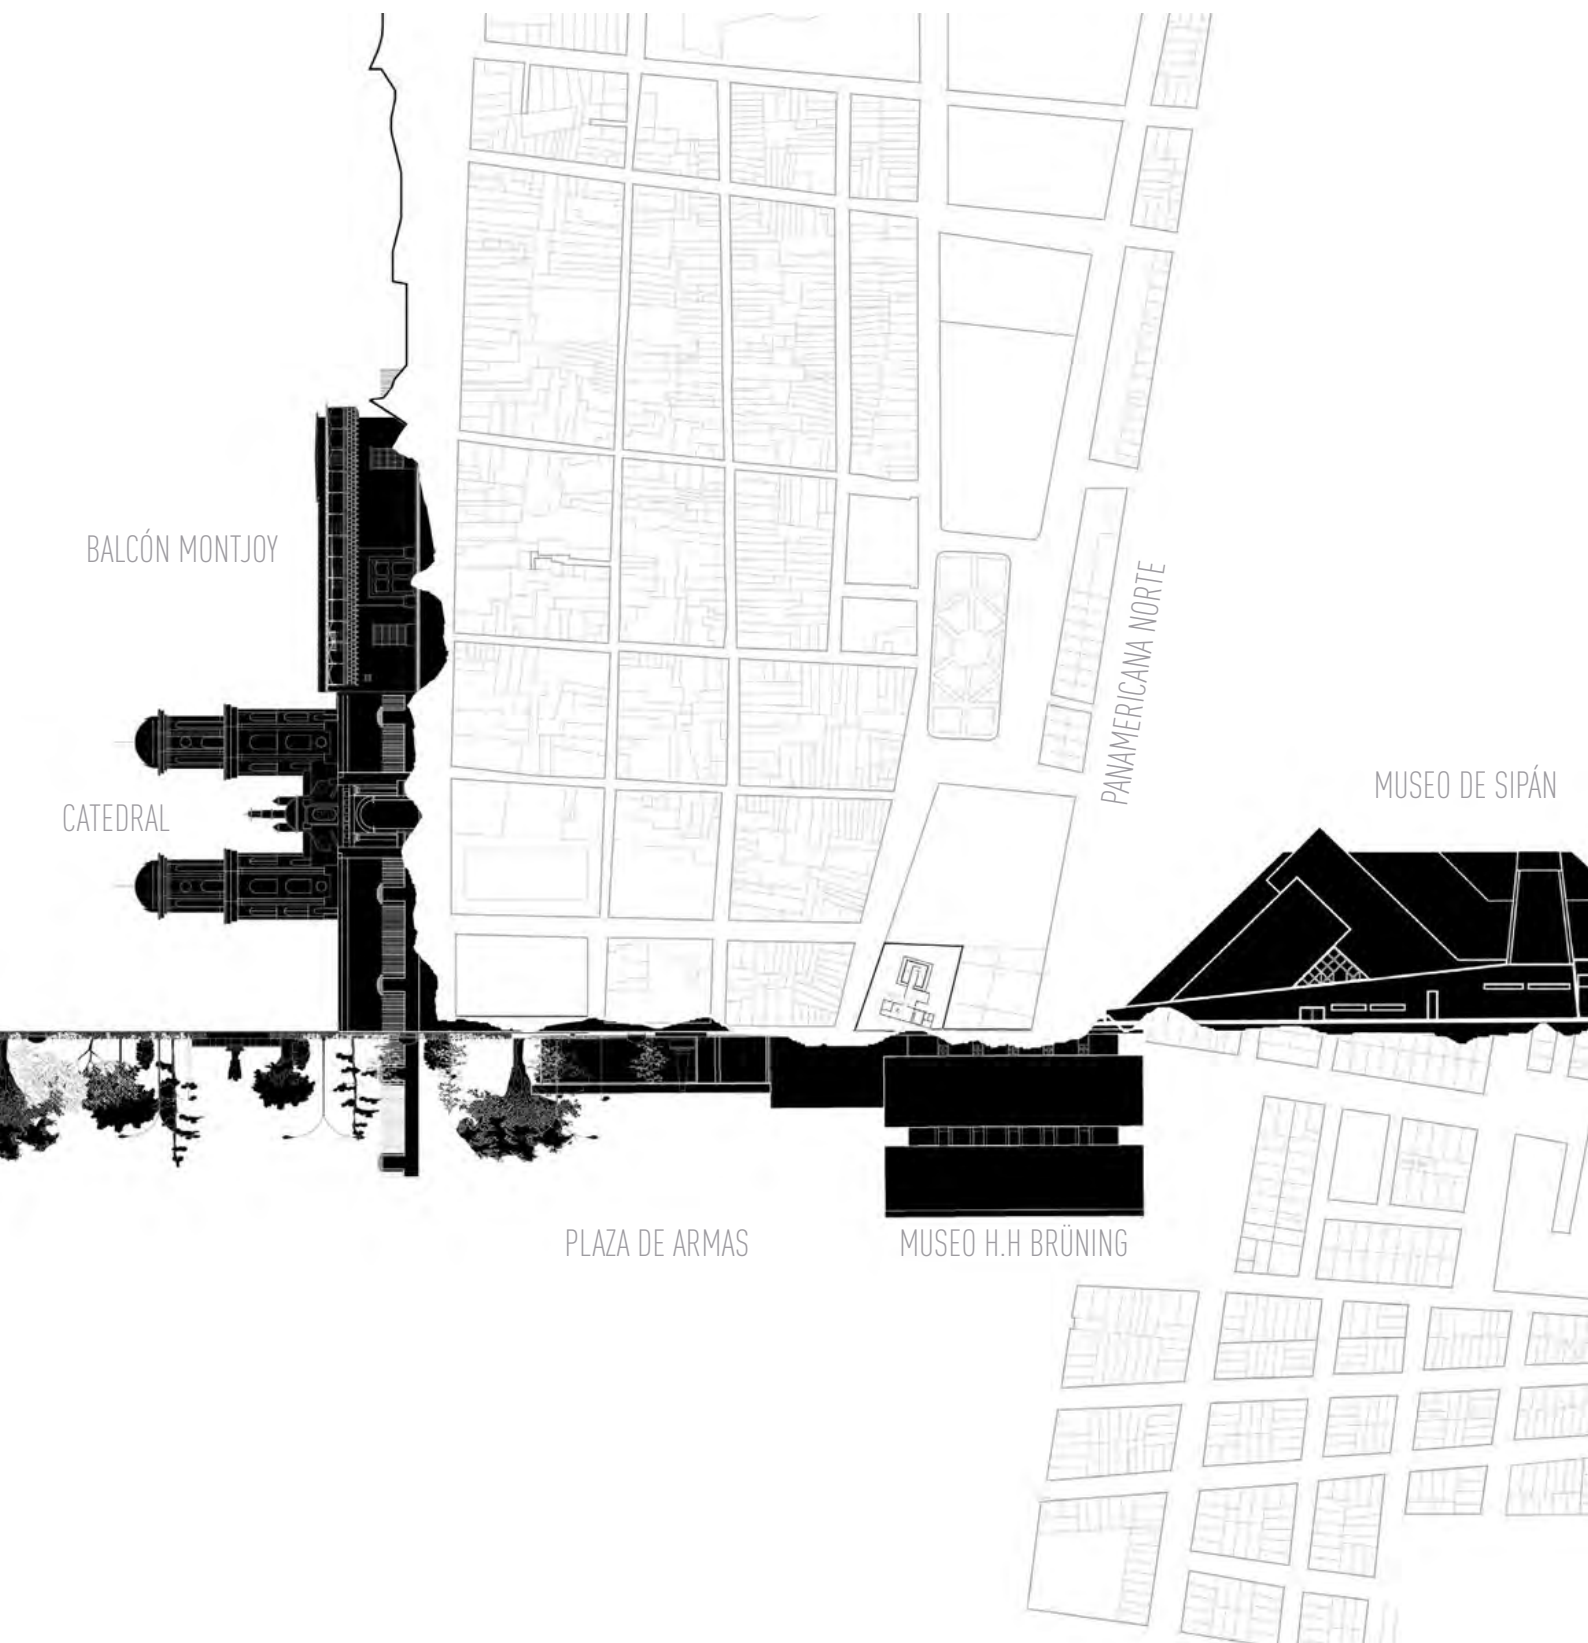 BALCÓN MONTJOY
PANAMERICANA NORTE
MUSEO DE SIPÁN
CATEDRAL
PLAZA DE ARMAS
MUSEO H.H BRÜNING